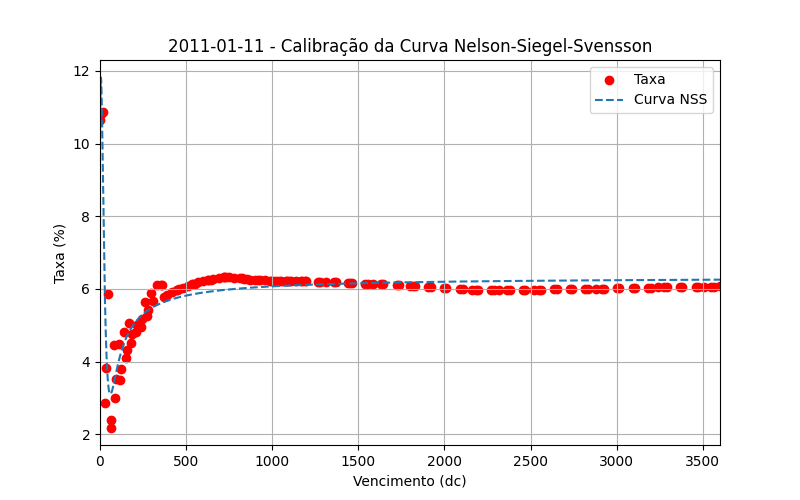 2011-01-11 - Calibração da Curva Nelson-Siegel-Svensson
Taxa
Curva NSS
Taxa (%)
12
10
8
6
4
2
0
500
1000
1500
2000
2500
3000
3500
Vencimento (dc)